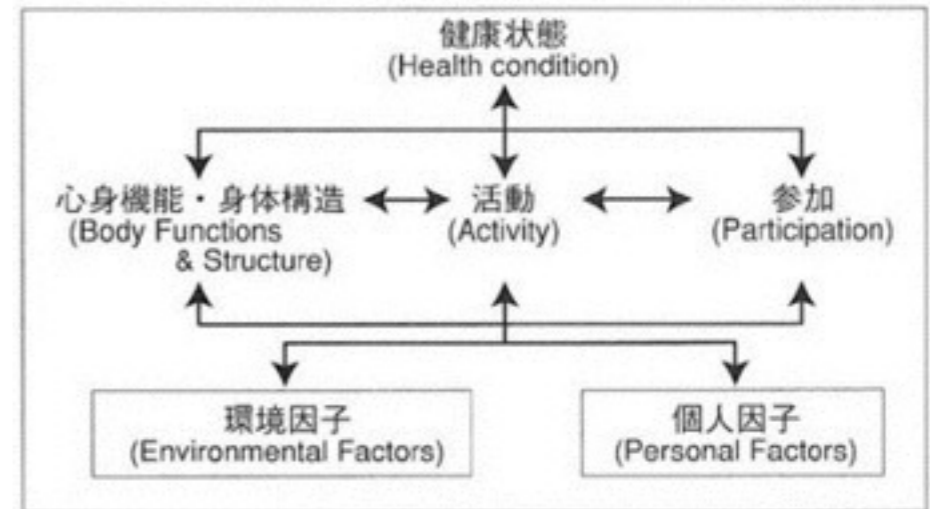 健康状態
(Health condition)
心身機能・身体構造
(Body Functions
& Structure)
活動
(Activity)
参加
(Participation)
環境因子
(Environmental Factors)
個人因子
(Personal Factors)